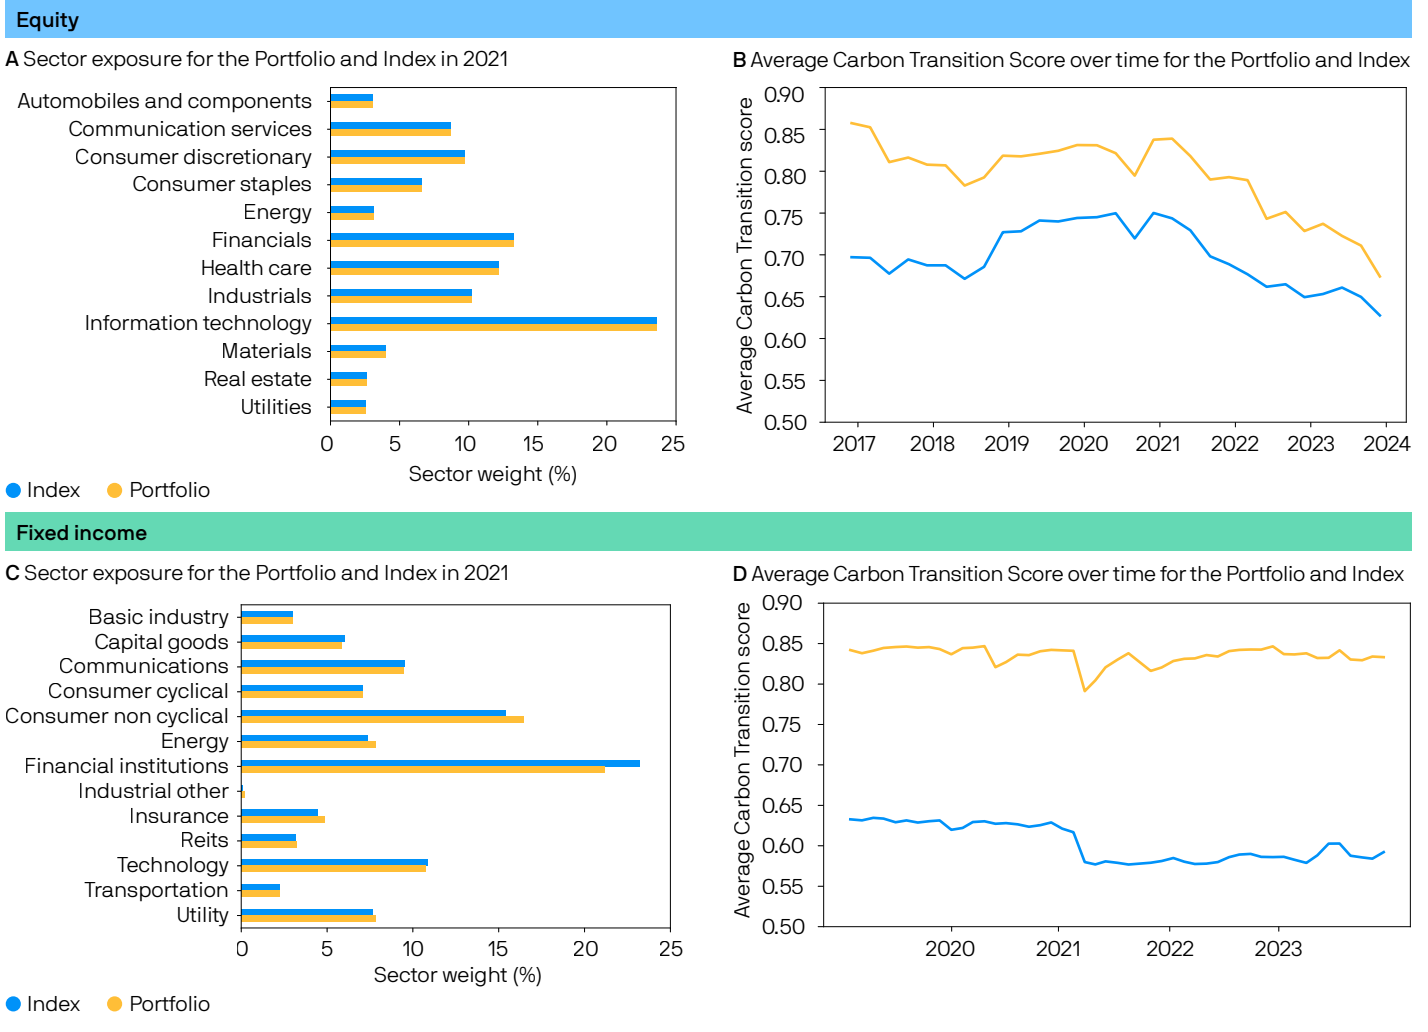 Equity
A Sector exposure for the Portfolio and Index in 2021
Automobiles and components
Communication services
Consumer discretionary
Consumer staples
Energy
Financials
Health care
Industrials
Information technology
Materials
Real estate
Utilities
0 5 10 15 20 25
Sector weight (%)
Index Portfolio
B Average Carbon Transition Score over time for the Portfolio and Index
Average Carbon Transition score
0.90
0.85
0.80
0.75
0.70
0.65
0.60
0.55
0.50
2017 2018 2019 2020 2021 2022 2023 2024
Fixed income
C Sector exposure for the Portfolio and Index in 2021
Basic industry
Capital goods
Communications
Consumer cyclical
Consumer non cyclical
Energy
Financial institutions
Industrial other
Insurance
Reits
Technology
Transportation
Utility
0 5 10 15 20 25
Sector weight (%)
Index Portfolio
D Average Carbon Transition Score over time for the Portfolio and Index
Average Carbon Transition score
0.90
0.85
0.80
0.75
0.70
0.65
0.60
0.55
0.50
2020 2021 2022 2023